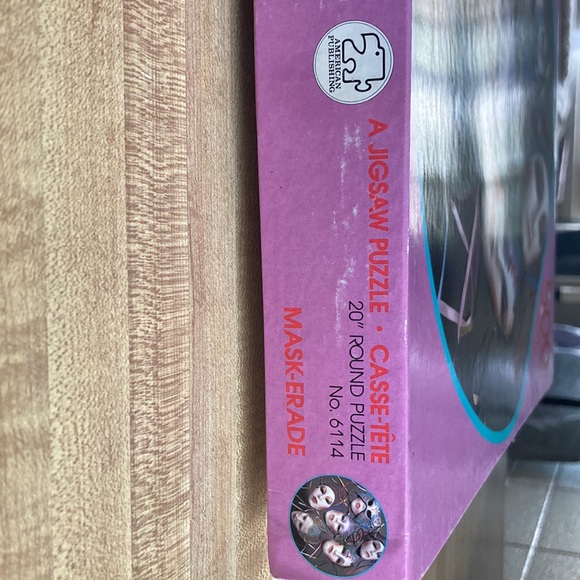 AMERICAN
PUBLISHING
A JIGSAW PUZZLE • CASSE-TÊTE
20" ROUND PUZZLE
No. 6114
MASK-ERADE